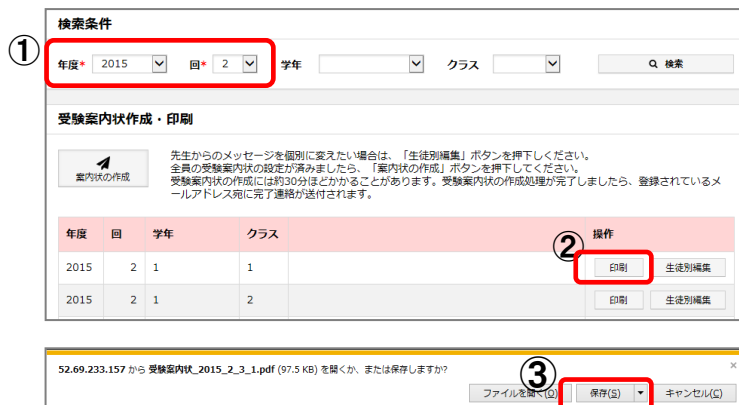 検索条件
①
年度* 2015 回* 2 学年 クラス 検索
受験案内状作成・印刷
案内状の作成
先生からのメッセージを個別に変えたい場合は、「生徒別編集」ボタンを押下しください。
全員の受験案内状の設定が済みましたら、「案内状の作成」ボタンを押下してください。
受験案内状の作成には約30分ほどかかることがあります。受験案内状の作成処理が完了しましたら、登録されているメ
ールアドレス宛に完了連絡が送付されます。
年度 回 学年 クラス 操作
②
2015 2 1 1 印刷 生徒別編集
2015 2 1 2 印刷 生徒別編集
52.69.233.157 から 受験案内状_2015_2_3_1.pdf (97.5 KB) を開くか、または保存しますか? ×
③
ファイルを開く(O) 保存(S) ▼ キャンセル(C)